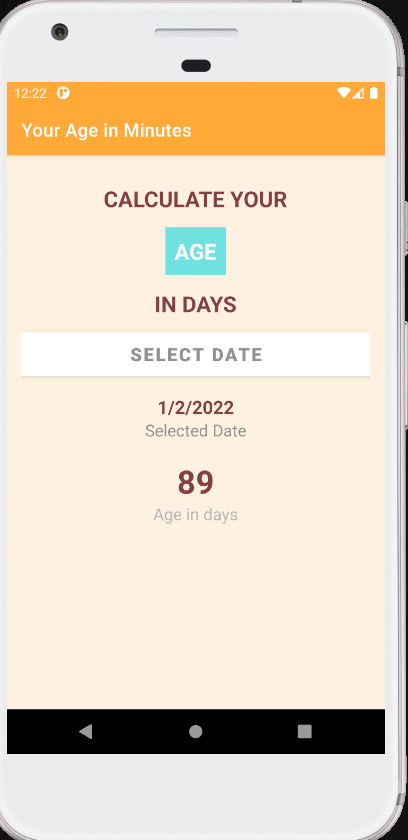 12:22
Your Age in Minutes
CALCULATE YOUR
AGE
IN DAYS
SELECT DATE
1/2/2022
Selected Date
89
Age in days